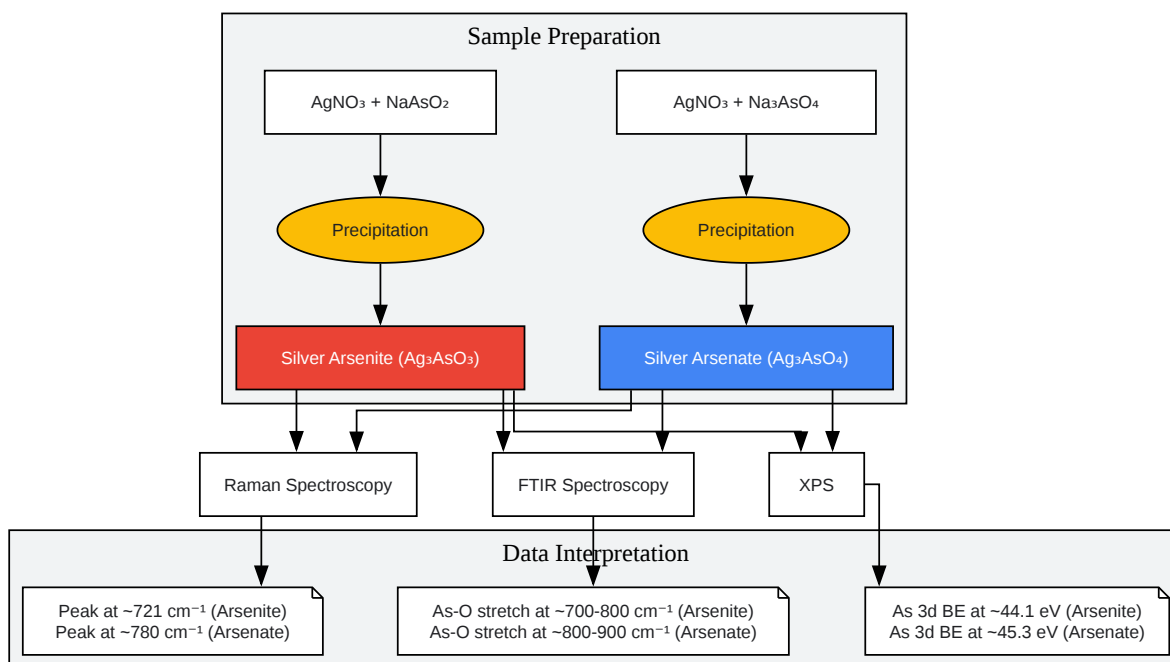 Sample Preparation
AgNO₃ + NaAsO₂
AgNO₃ + Na₃AsO₄
Precipitation
Precipitation
Silver Arsenite (Ag₃AsO₃)
Silver Arsenate (Ag₃AsO₄)
Raman Spectroscopy
FTIR Spectroscopy
XPS
Data Interpretation
Peak at ~721 cm⁻¹ (Arsenite)
Peak at ~780 cm⁻¹ (Arsenate)
As-O stretch at ~700-800 cm⁻¹ (Arsenite)
As-O stretch at ~800-900 cm⁻¹ (Arsenate)
As 3d BE at ~44.1 eV (Arsenite)
As 3d BE at ~45.3 eV (Arsenate)